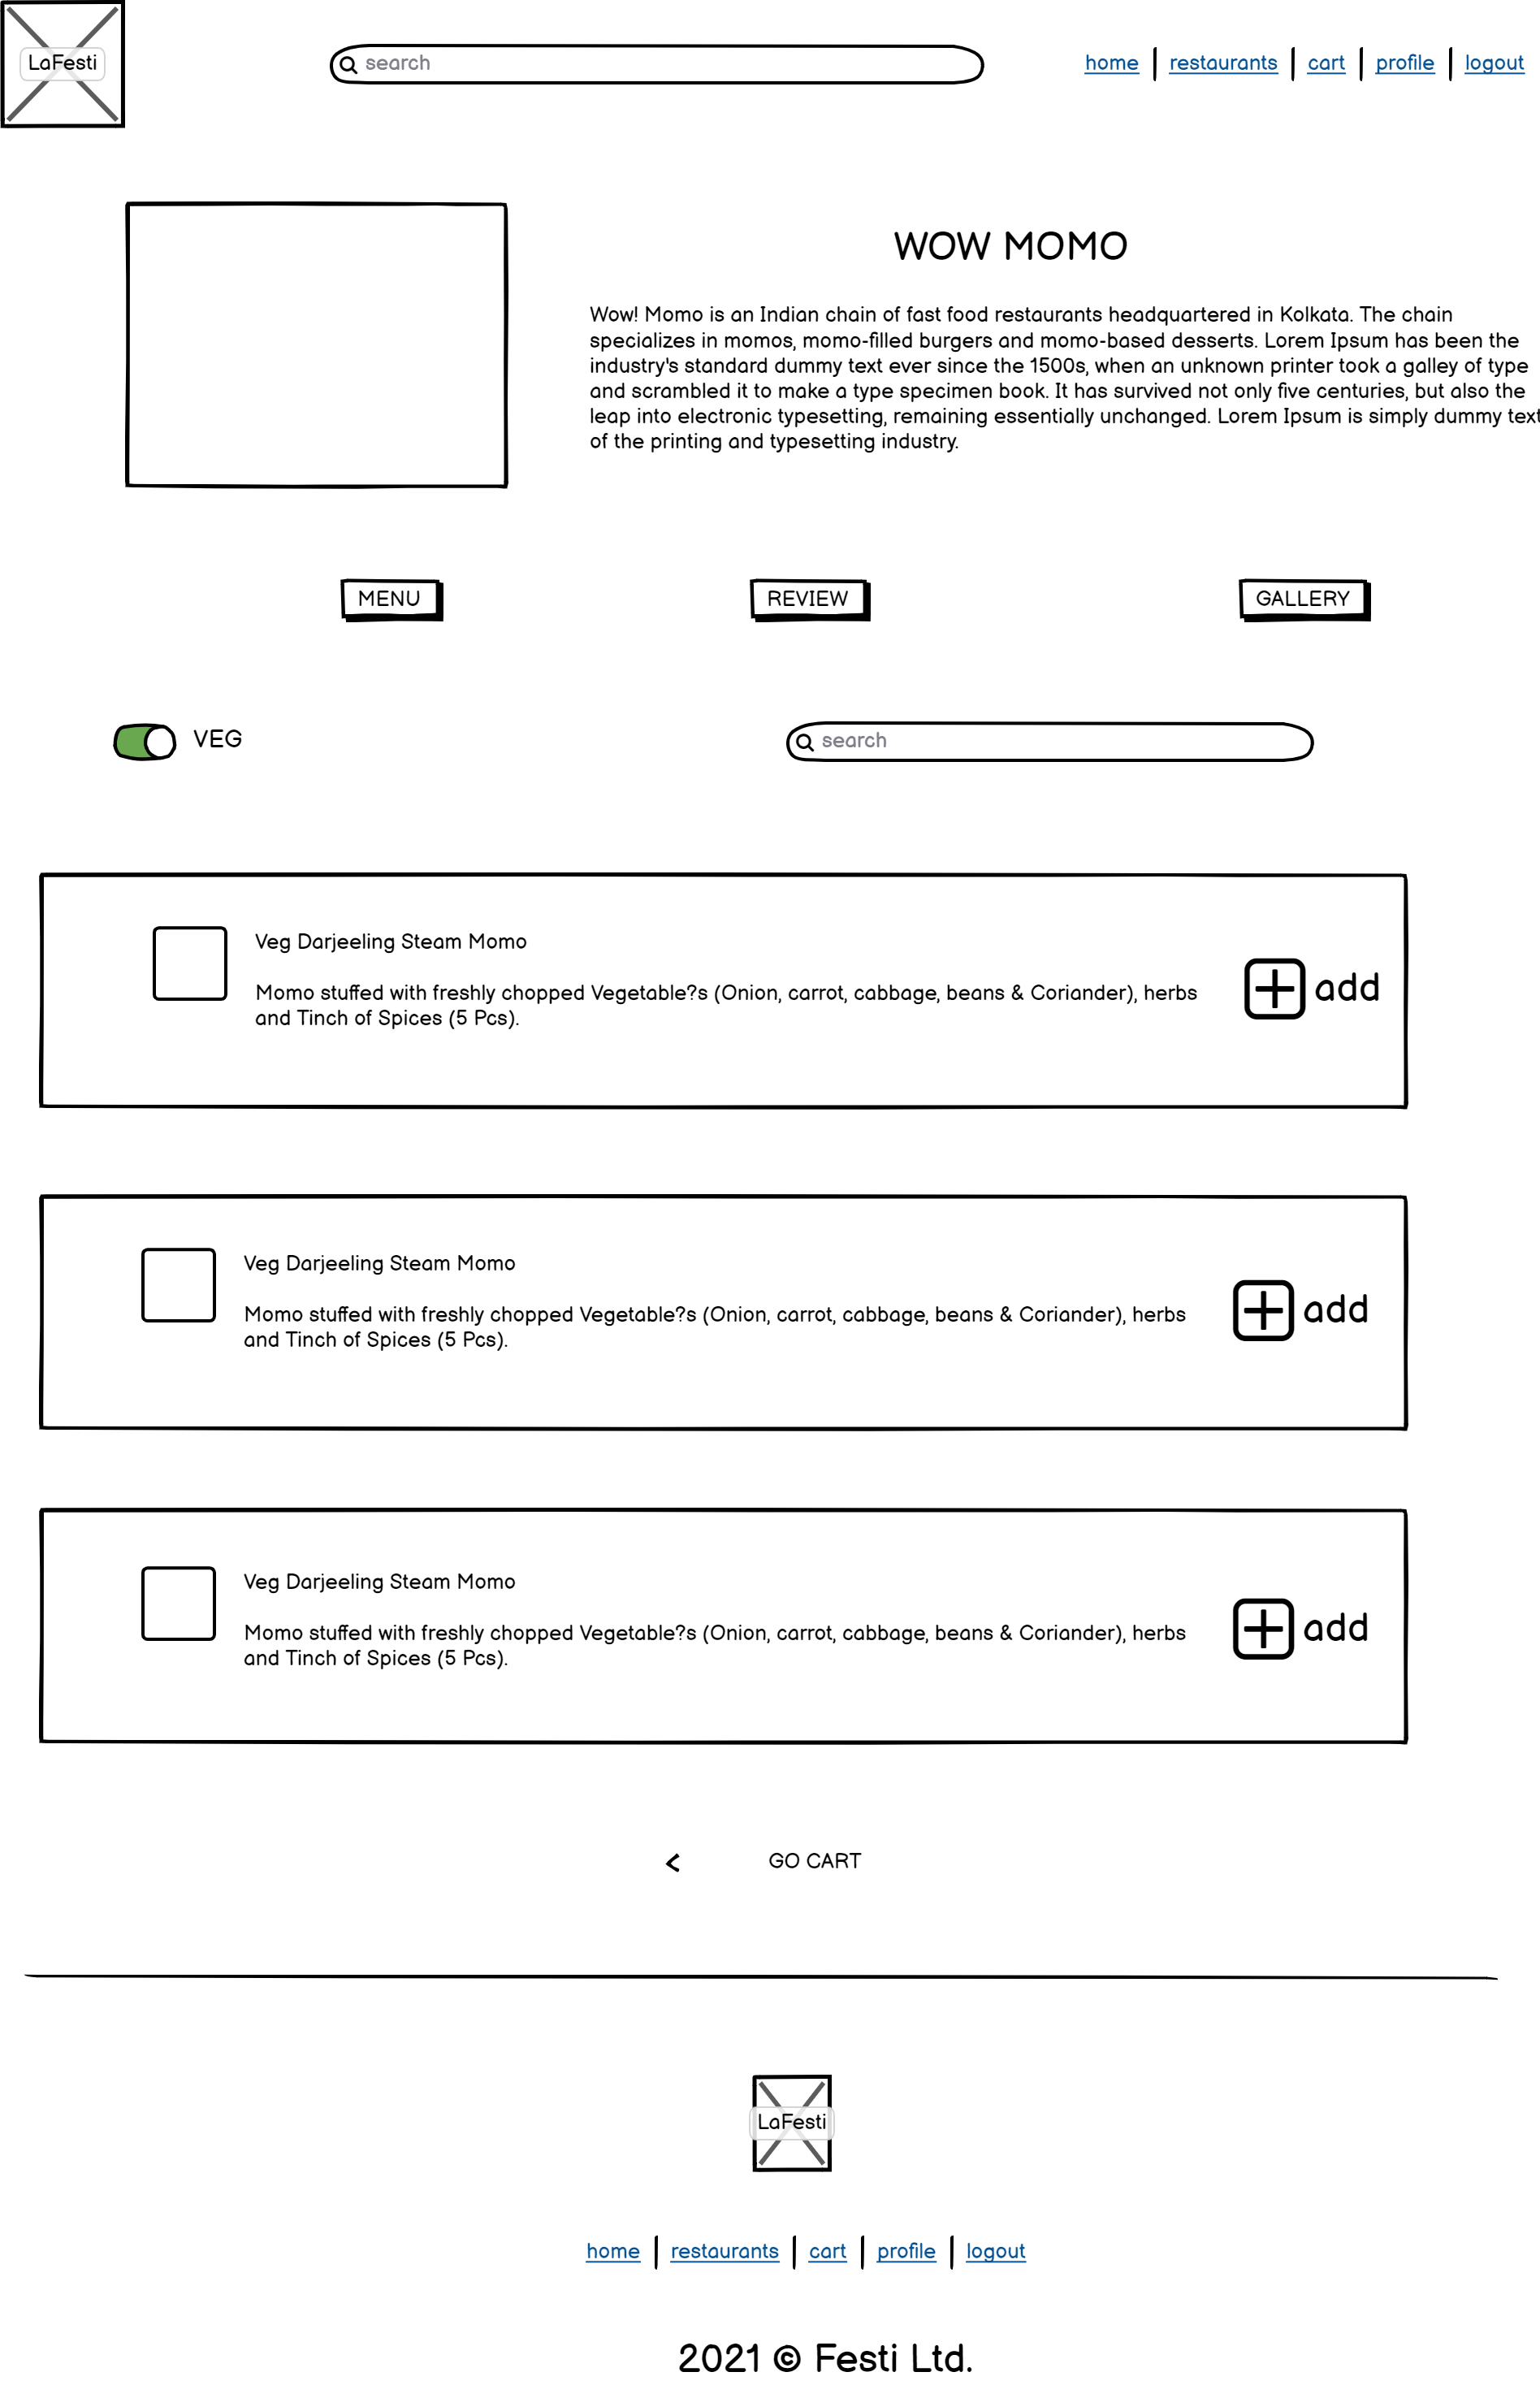 LaFesti
search
home | restaurants | cart | profile | logout
WOW MOMO
Wow! Momo is an Indian chain of fast food restaurants headquartered in Kolkata. The chain
specializes in momos, momo-filled burgers and momo-based desserts. Lorem Ipsum has been the
industry's standard dummy text ever since the 1500s, when an unknown printer took a galley of type
and scrambled it to make a type specimen book. It has survived not only five centuries, but also the
leap into electronic typesetting, remaining essentially unchanged. Lorem Ipsum is simply dummy text
of the printing and typesetting industry.
MENU
REVIEW
GALLERY
VEG
search
Veg Darjeeling Steam Momo
Momo stuffed with freshly chopped Vegetable?s (Onion, carrot, cabbage, beans & Coriander), herbs
and Tinch of Spices (5 Pcs).
add
Veg Darjeeling Steam Momo
Momo stuffed with freshly chopped Vegetable?s (Onion, carrot, cabbage, beans & Coriander), herbs
and Tinch of Spices (5 Pcs).
add
Veg Darjeeling Steam Momo
Momo stuffed with freshly chopped Vegetable?s (Onion, carrot, cabbage, beans & Coriander), herbs
and Tinch of Spices (5 Pcs).
add
< GO CART
LaFesti
home | restaurants | cart | profile | logout
2021 © Festi Ltd.